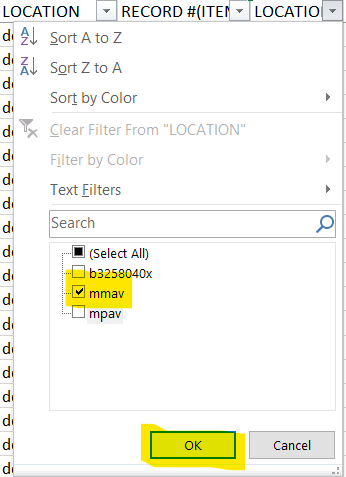 LOCATION RECORD #(ITEM LOCATION
Sort A to Z
Sort Z to A
Sort by Color
Clear Filter From "LOCATION"
Filter by Color
Text Filters
Search
(Select All)
b3258040x
mmav
mpav
OK Cancel